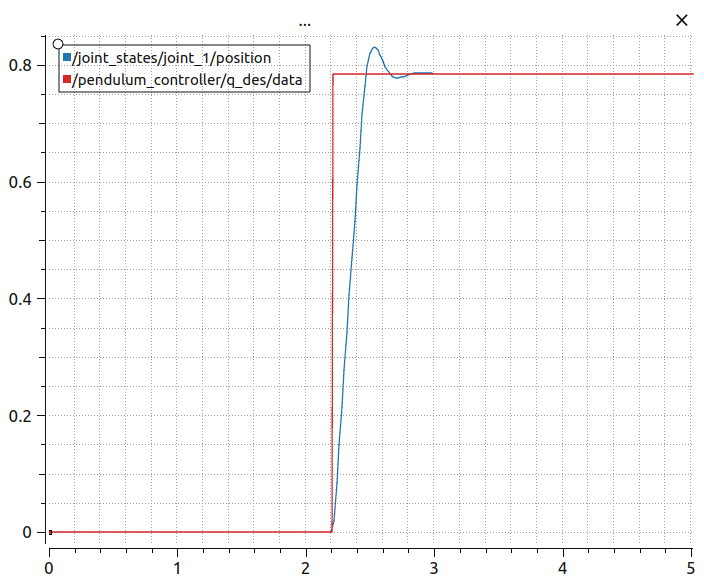 ...
/joint_states/joint_1/position
/pendulum_controller/q_des/data
0.8
0.6
0.4
0.2
0
0 1 2 3 4 5